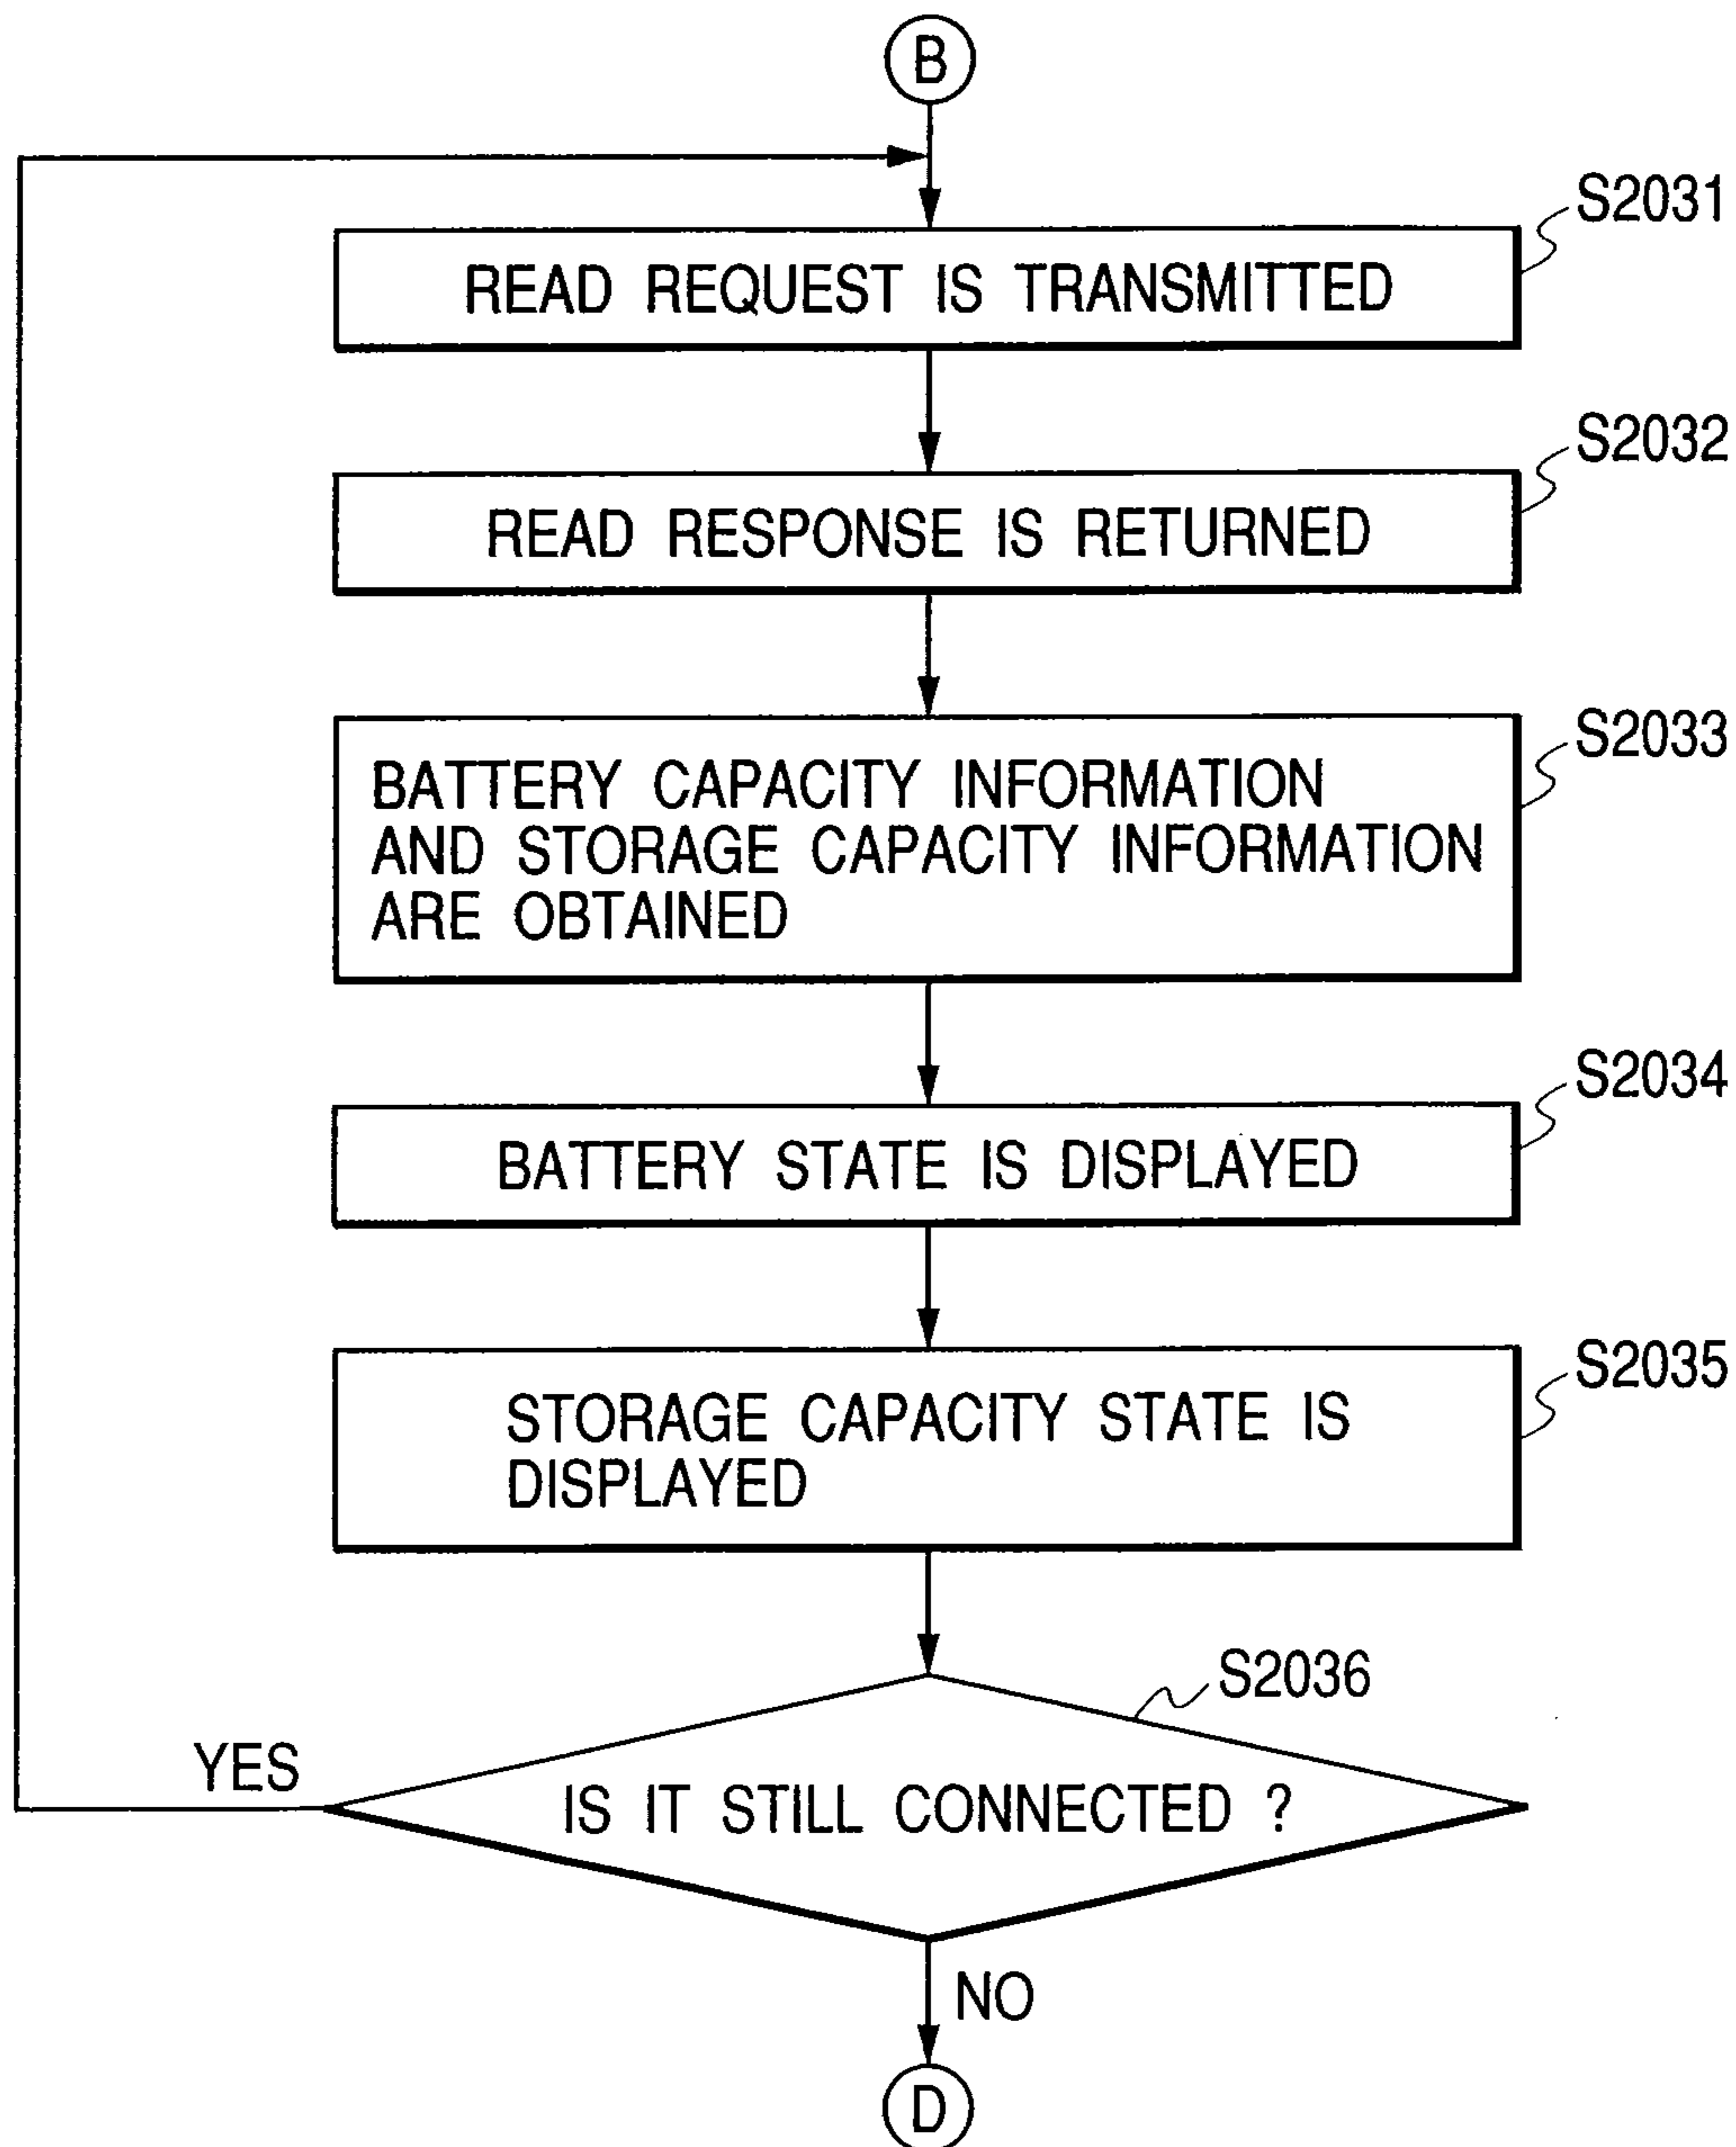 B
S2031
READ REQUEST IS TRANSMITTED
S2032
READ RESPONSE IS RETURNED
S2033
BATTERY CAPACITY INFORMATION
AND STORAGE CAPACITY INFORMATION
ARE OBTAINED
S2034
BATTERY STATE IS DISPLAYED
S2035
STORAGE CAPACITY STATE IS
DISPLAYED
S2036
YES
IS IT STILL CONNECTED ?
NO
D